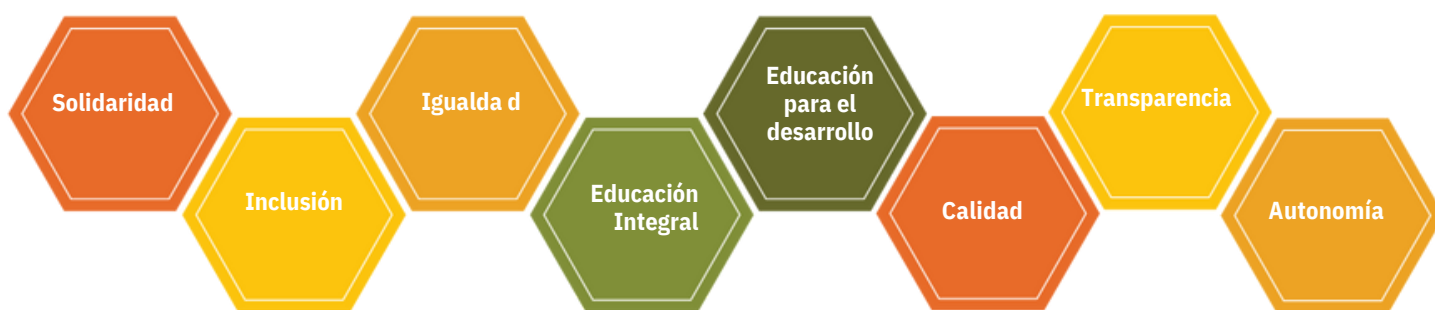 Solidaridad
Inclusión
Igualda d
Educación
Integral
Educación
para el
desarrollo
Calidad
Transparencia
Autonomía